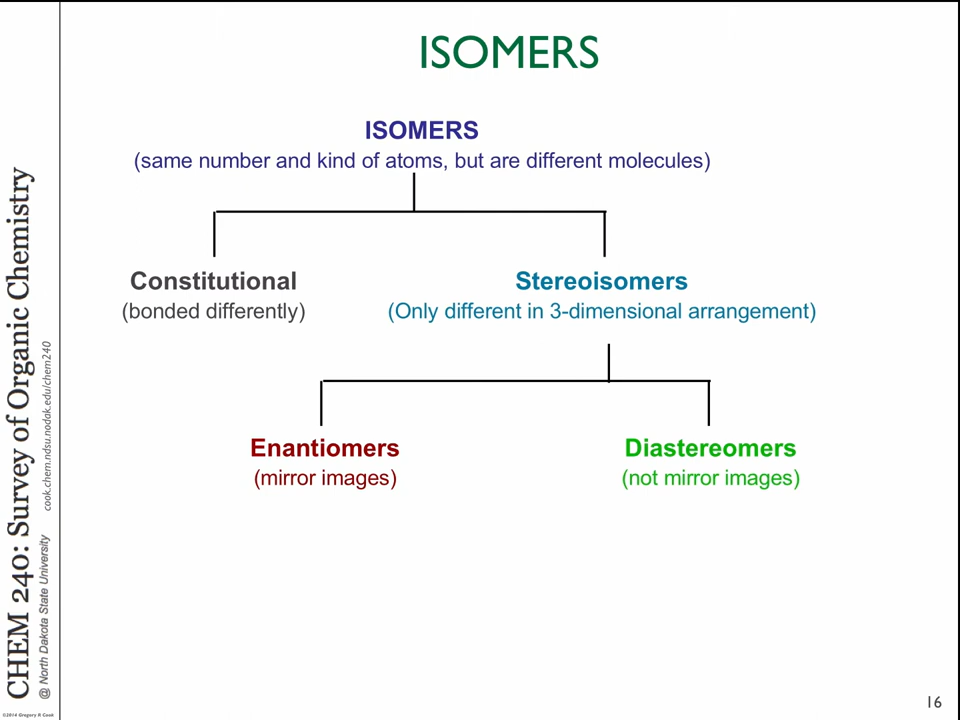 ISOMERS
ISOMERS
(same number and kind of atoms, but are different molecules)
Constitutional
(bonded differently)
Stereoisomers
(Only different in 3-dimensional arrangement)
Enantiomers
(mirror images)
Diastereomers
(not mirror images)
CHEM 240: Survey of Organic Chemistry
@ North Dakota State University
cook.chem.ndsu.nodak.edu/chem240
©2014 Gregory R Cook
16